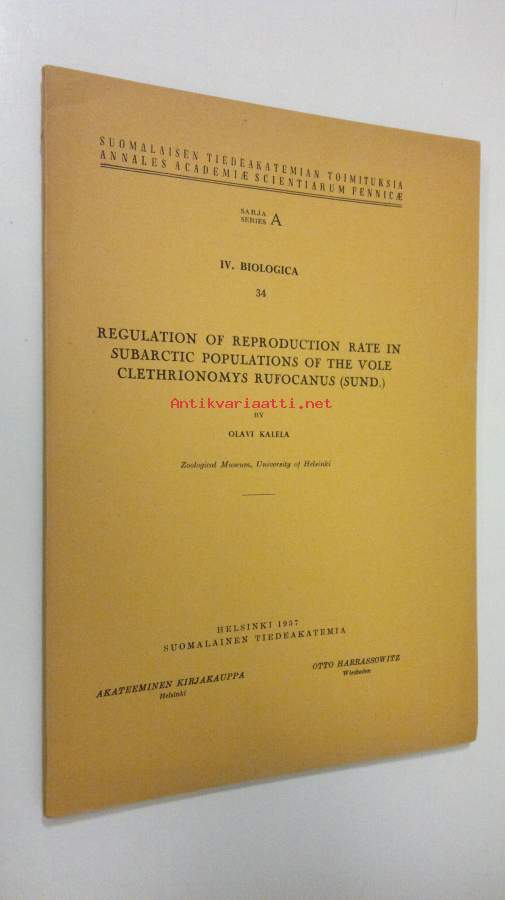 SUOMALAISEN TIEDEAKATEMIAN TOIMITUKSIA
ANNALES ACADEMIÆ SCIENTIARUM FENNICÆ
SARJA
SERIES A
IV. BIOLOGICA
34
REGULATION OF REPRODUCTION RATE IN
SUBARCTIC POPULATIONS OF THE VOLE
CLETHRIONOMYS RUFOCANUS (SUND.)
Antikvariaatti.net
BY
OLAVI KALELA
Zoological Museum, University of Helsinki
HELSINKI 1957
SUOMALAINEN TIEDEAKATEMIA
AKATEEMINEN KIRJAKAUPPA
Helsinki
OTTO HARRASSOWITZ
Wiesbaden